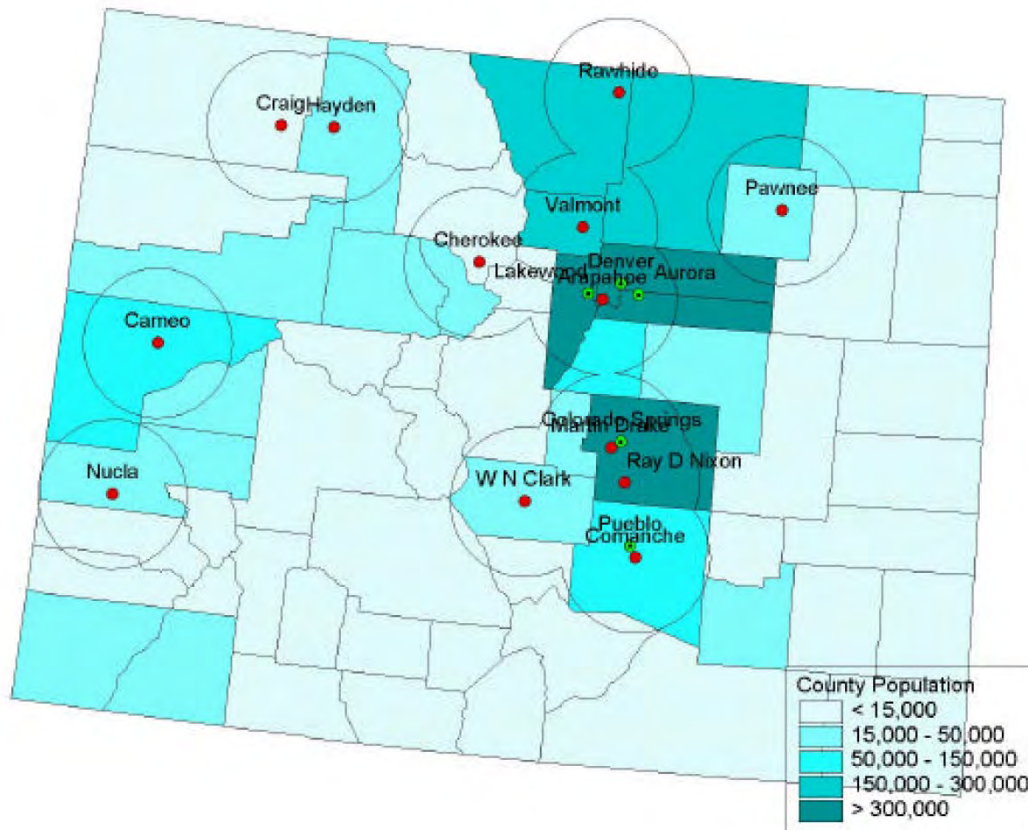 Rawhide
Craig
Hayden
Pawnee
Valmont
Cherokee
Denver
Lakewood
Aurora
Arapahoe
Cameo
Colorado Springs
Martin Drake
Ray D Nixon
Nucla
W N Clark
Pueblo
Comanche
County Population
< 15,000
15,000 - 50,000
50,000 - 150,000
150,000 - 300,000
> 300,000